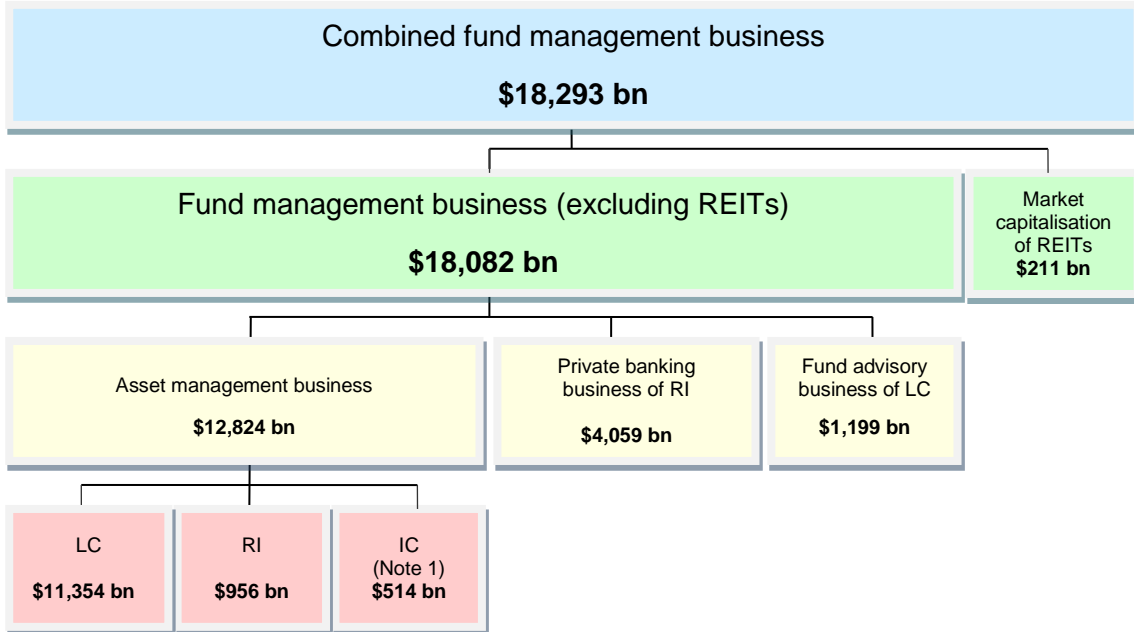 Combined fund management business
$18,293 bn
Fund management business (excluding REITs)
$18,082 bn
Market
capitalisation
of REITs
$211 bn
Asset management business
$12,824 bn
Private banking
business of RI
$4,059 bn
Fund advisory
business of LC
$1,199 bn
LC
$11,354 bn
RI
$956 bn
IC
(Note 1)
$514 bn